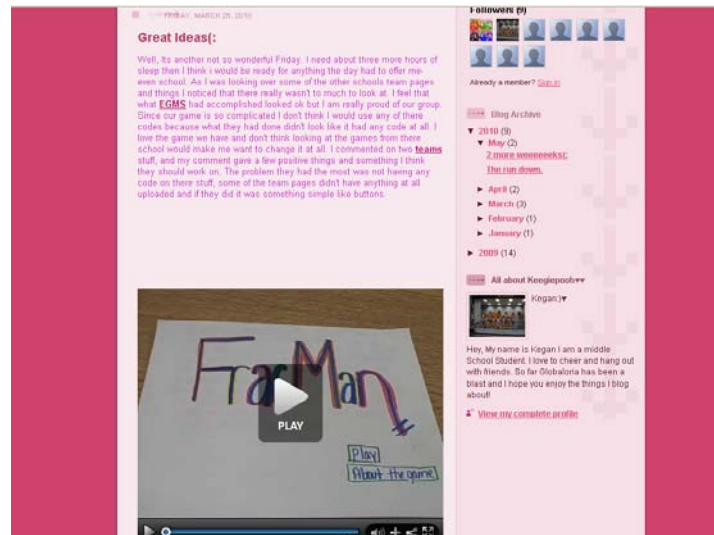 FRIDAY, MARCH 26, 2010
Great Ideas(:
Well, Its another not so wonderful Friday. I need about three more hours of
sleep then I think i would be ready for anything the day had to offer me-
even school. As I was looking over some of the other schools team pages
and things I noticed that there really wasn't to much to look at. I feel that
what EGMS had accomplished looked ok but I am really proud of our group.
Since our game is so complicated I don't think I would use any of there
codes because what they had done didn't look like it had any code at all. I
love the game we have and don't think looking at the games from there
school would make me want to change it at all. I commented on two teams
stuff, and my comment gave a few positive things and something I think
they should work on. The problem they had the most was not having any
code on there stuff, some of the team pages didn't have anything at all
uploaded and if they did it was something simple like buttons.
FracMan
PLAY
Play
About the game
Followers (9)
Already a member? Sign in
Blog Archive
▼ 2010 (9)
▼ May (2)
2 more weeeeeeks(:
The run down.
► April (2)
► March (3)
► February (1)
► January (1)
► 2009 (14)
All about Keegiepooh♥♥
Kegan:)♥
Hey, My name is Kegan I am a middle
School Student. I love to cheer and hang out
with friends. So far Globaloria has been a
blast and I hope you enjoy the things I blog
about!
View my complete profile